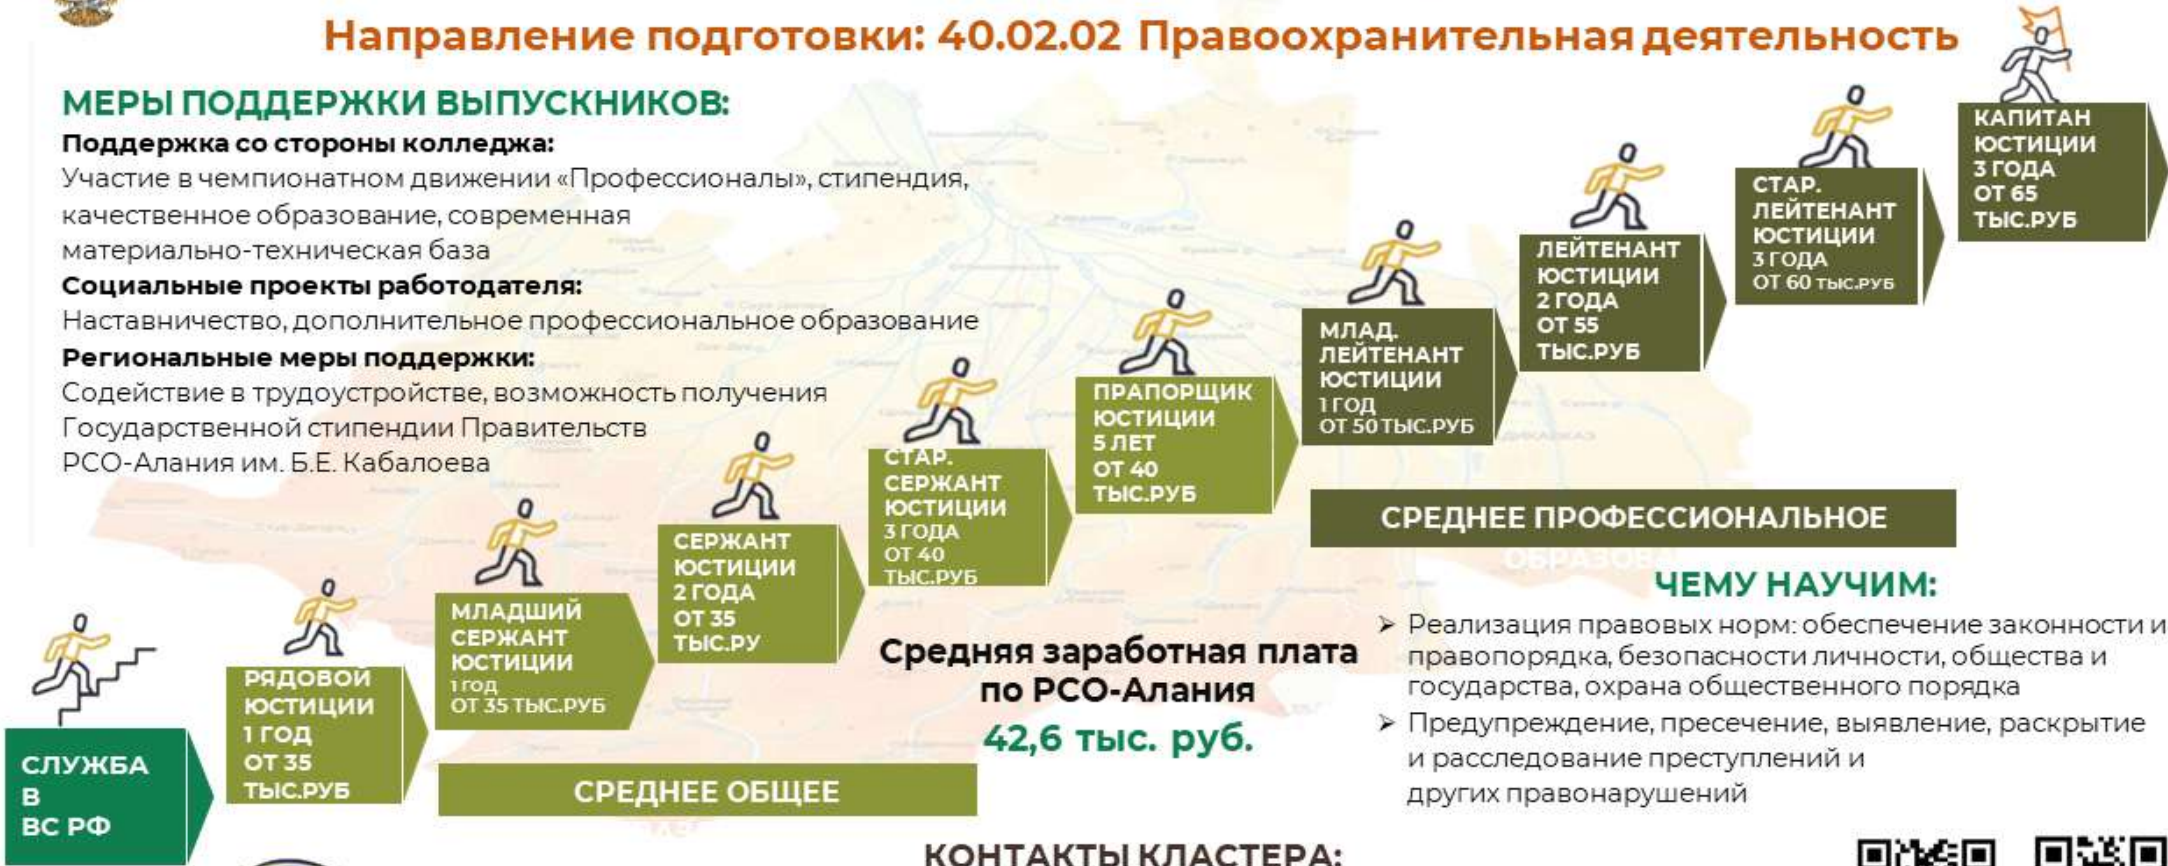 Направление подготовки: 40.02.02 Правоохранительная деятельность
МЕРЫ ПОДДЕРЖКИ ВЫПУСКНИКОВ:
Поддержка со стороны колледжа:
Участие в чемпионатном движении «Профессионалы», стипендия,
качественное образование, современная
материально-техническая база
Социальные проекты работодателя:
Наставничество, дополнительное профессиональное образование
Региональные меры поддержки:
Содействие в трудоустройстве, возможность получения
Государственной стипендии Правительств
РСО-Алания им. Б.Е. Кабалоева
СЛУЖБА
В
ВС РФ
РЯДОВОЙ
ЮСТИЦИИ
1 ГОД
ОТ 35
ТЫС.РУБ
МЛАДШИЙ
СЕРЖАНТ
ЮСТИЦИИ
1 ГОД
ОТ 35 ТЫС.РУБ
СЕРЖАНТ
ЮСТИЦИИ
2 ГОДА
ОТ 35
ТЫС.РУ
СТАР.
СЕРЖАНТ
ЮСТИЦИИ
3 ГОДА
ОТ 40
ТЫС.РУБ
ПРАПОРЩИК
ЮСТИЦИИ
5 ЛЕТ
ОТ 40
ТЫС.РУБ
МЛАД.
ЛЕЙТЕНАНТ
ЮСТИЦИИ
1 ГОД
ОТ 50 ТЫС.РУБ
ЛЕЙТЕНАНТ
ЮСТИЦИИ
2 ГОДА
ОТ 55
ТЫС.РУБ
СТАР.
ЛЕЙТЕНАНТ
ЮСТИЦИИ
3 ГОДА
ОТ 60 ТЫС.РУБ
КАПИТАН
ЮСТИЦИИ
3 ГОДА
ОТ 65
ТЫС.РУБ
СРЕДНЕЕ ОБЩЕЕ
СРЕДНЕЕ ПРОФЕССИОНАЛЬНОЕ
ОБРАЗОВА
Средняя заработная плата
по РСО-Алания
42,6 тыс. руб.
ЧЕМУ НАУЧИМ:
➢ Реализация правовых норм: обеспечение законности и
правопорядка, безопасности личности, общества и
государства, охрана общественного порядка
➢ Предупреждение, пресечение, выявление, раскрытие
и расследование преступлений и
других правонарушений
КОНТАКТЫ КЛАСТЕРА: